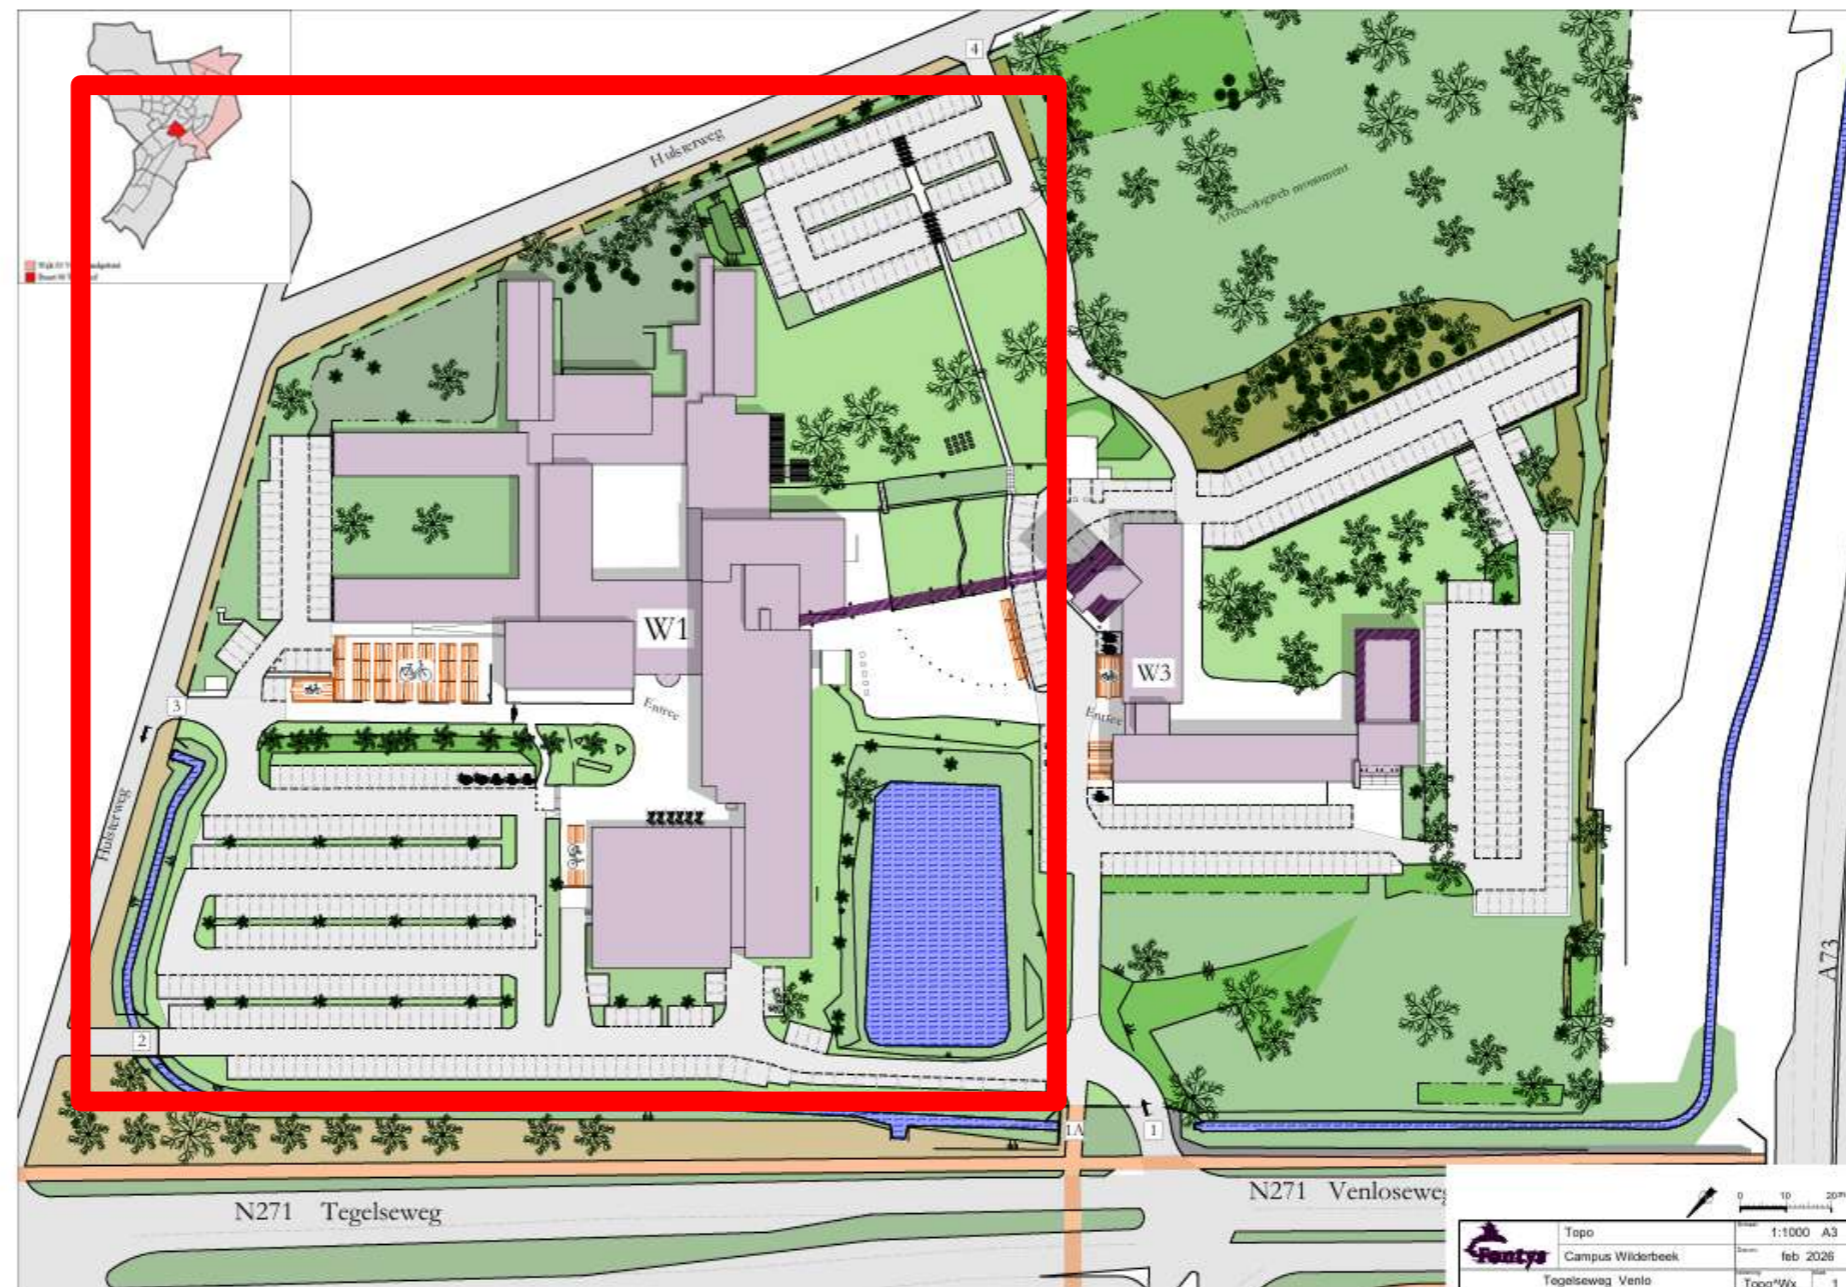 4
Hulsterweg
Archeologisch monument
W1
Entree
W3
Entree
3
Hulsterweg
2
A73
1A
1
N271 Tegelseweg
N271 Venloseweg
0 10 20m
Fontys
Topo
1:1000 A3
Campus Wilderbeek
feb 2026
Tegelseweg Venlo